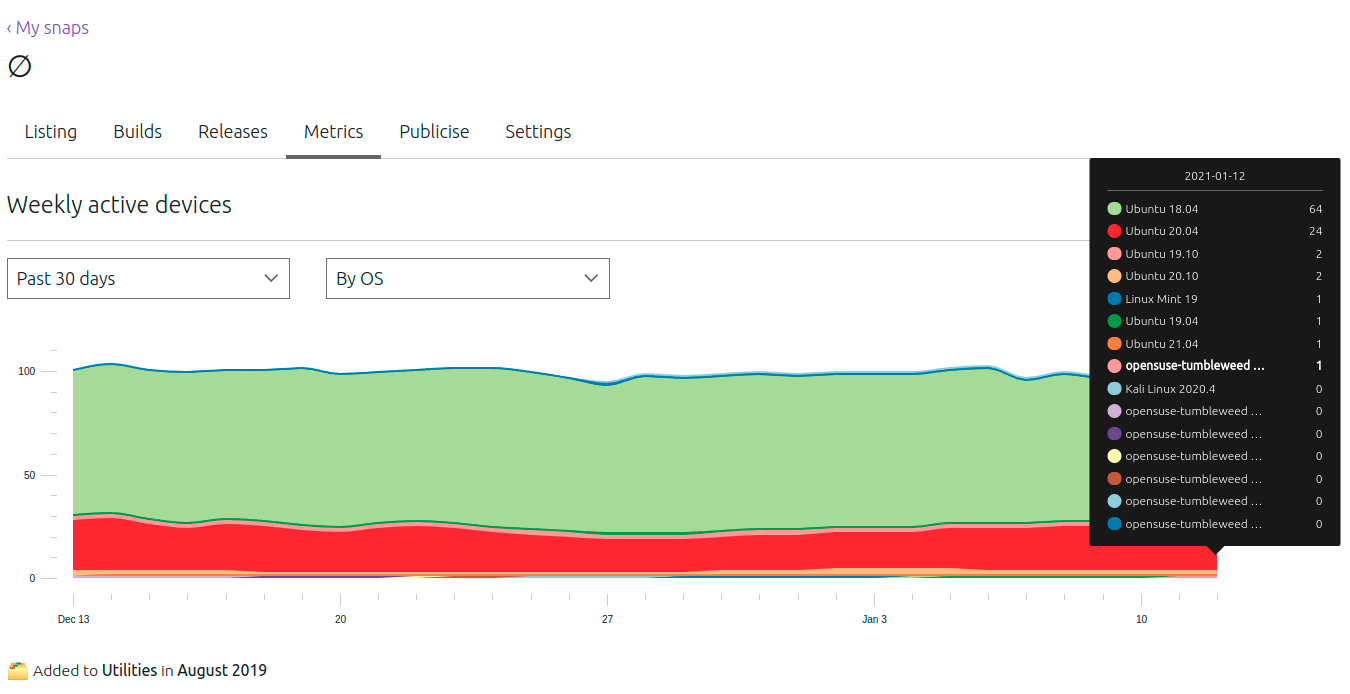 ‹ My snaps
∅
Listing Builds Releases Metrics Publicise Settings
Weekly active devices
Past 30 days By OS
2021-01-12
Ubuntu 18.04 64
Ubuntu 20.04 24
Ubuntu 19.10 2
Ubuntu 20.10 2
Linux Mint 19 1
Ubuntu 19.04 1
Ubuntu 21.04 1
opensuse-tumbleweed ... 1
Kali Linux 2020.4 0
opensuse-tumbleweed ... 0
opensuse-tumbleweed ... 0
opensuse-tumbleweed ... 0
opensuse-tumbleweed ... 0
opensuse-tumbleweed ... 0
opensuse-tumbleweed ... 0
100
50
0
Dec 13 20 27 Jan 3 10
Added to Utilities in August 2019